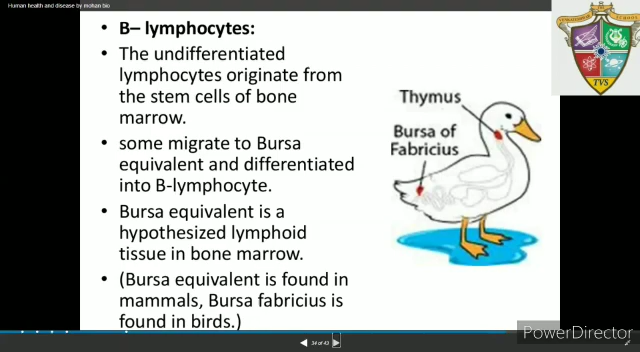 Human health and disease by mohan bio
• B– lymphocytes:
• The undifferentiated
lymphocytes originate from
the stem cells of bone
marrow.
• some migrate to Bursa
equivalent and differentiated
into B-lymphocyte.
• Bursa equivalent is a
hypothesized lymphoid
tissue in bone marrow.
• (Bursa equivalent is found in
mammals, Bursa fabricius is
found in birds.)
Thymus
Bursa of
Fabricius
TVS
34 of 43
PowerDirector